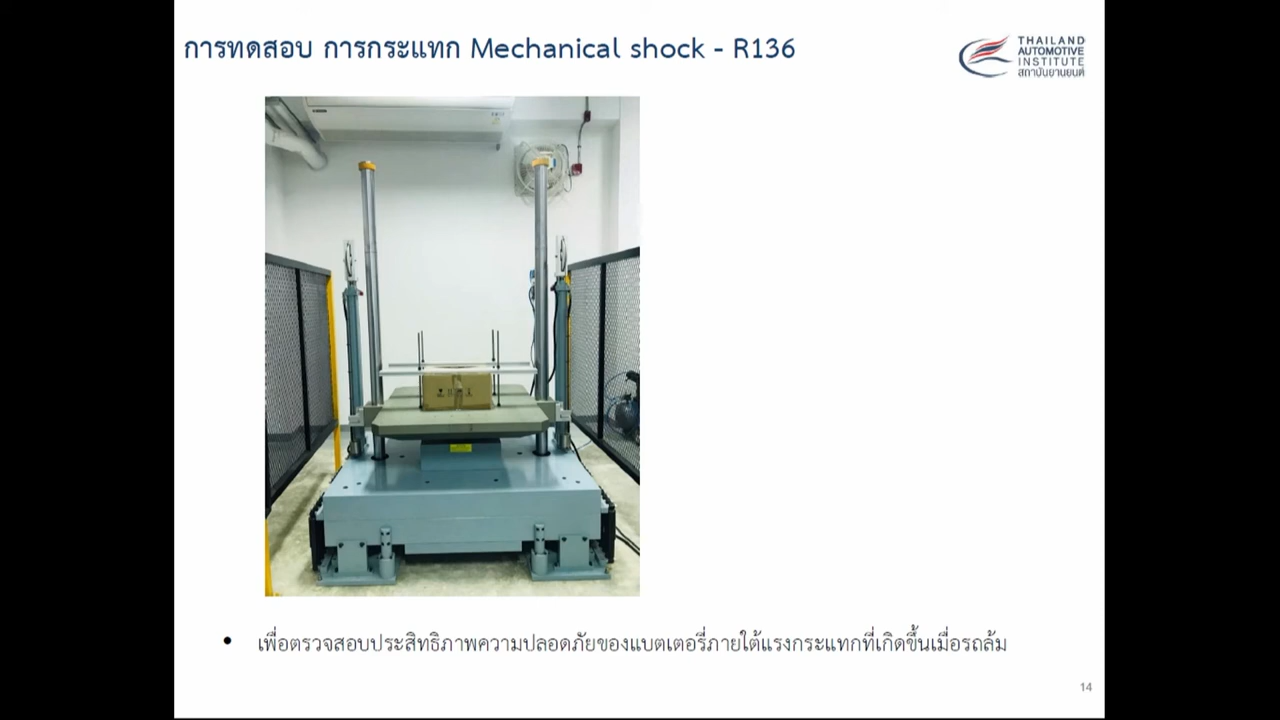 การทดสอบ การกระแทก Mechanical shock - R136
THAILAND
AUTOMOTIVE
INSTITUTE
สถาบันยานยนต์
• เพื่อตรวจสอบประสิทธิภาพความปลอดภัยของแบตเตอรี่ภายใต้แรงกระแทกที่เกิดขึ้นเมื่อรถล้ม
14